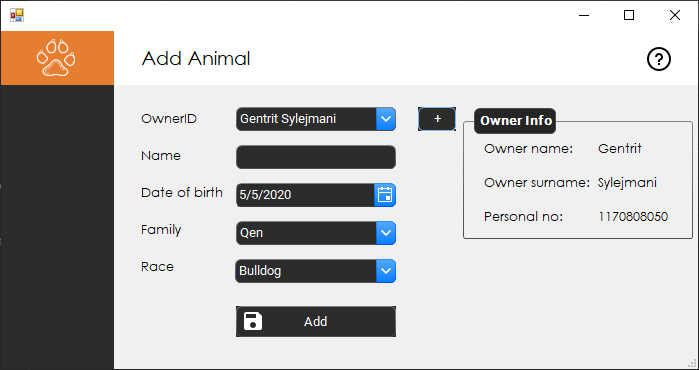 Add Animal
?
OwnerID
Gentrit Sylejmani
+
Name
Date of birth
5/5/2020
Family
Qen
Race
Bulldog
Add
Owner Info
Owner name: Gentrit
Owner surname: Sylejmani
Personal no: 1170808050